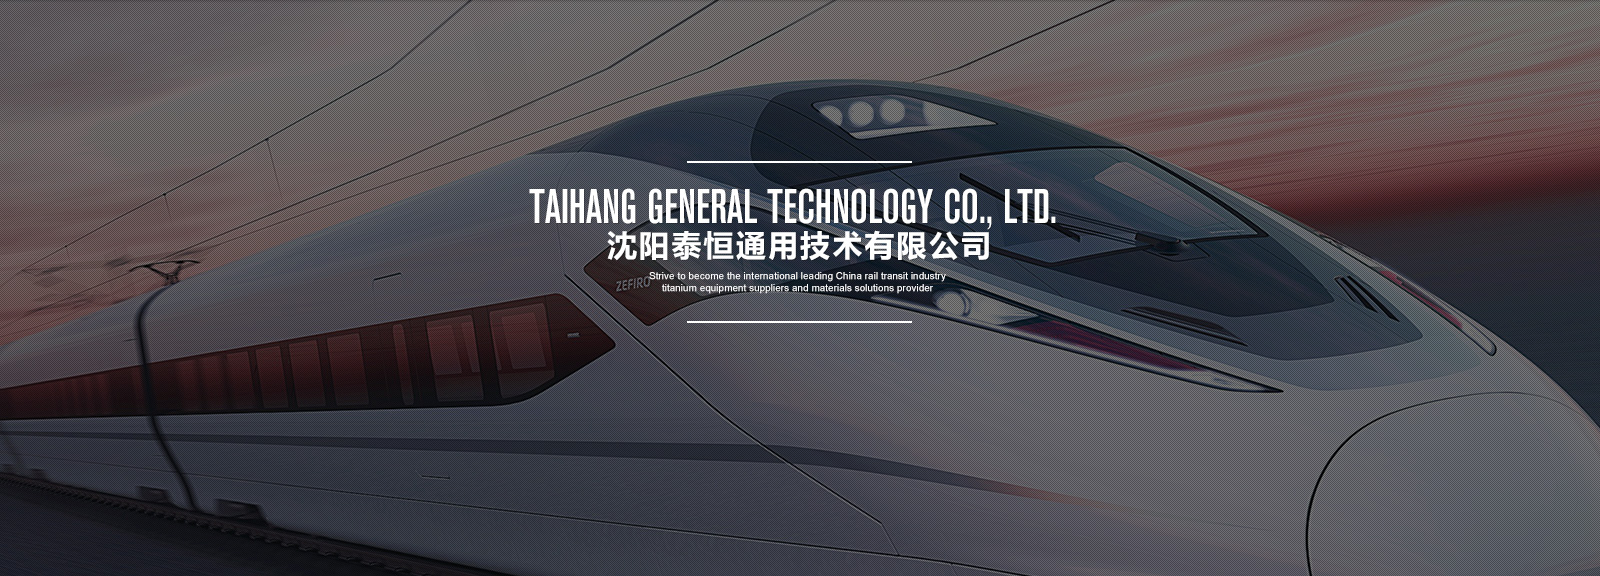 TAIHANG GENERAL TECHNOLOGY CO., LTD.
沈阳泰恒通用技术有限公司
Strive to become the international leading China rail transit industry
titanium equipment suppliers and materials solutions provider
ZEFIRO